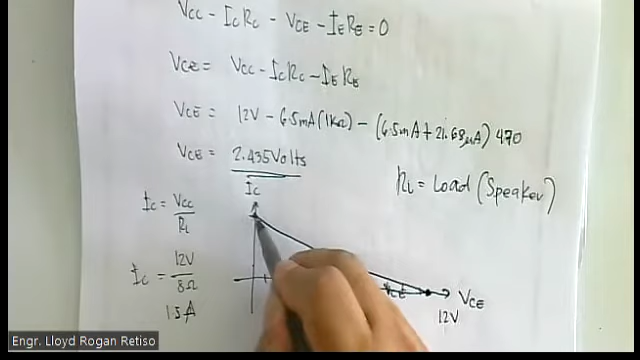 VCC - ICRC - VCE - IERE = 0
VCE = VCC - ICRC - IERE
VCE = 12V - 6.5mA(1KΩ) - (6.5mA + 21.68μA) 470
VCE = 2.435 Volts
RL = Load (Speaker)
IC
IC = VCC / RL
IC = 12V / 8Ω
1.5A
VCE
VCE
12V
Engr. Lloyd Rogan Retiso